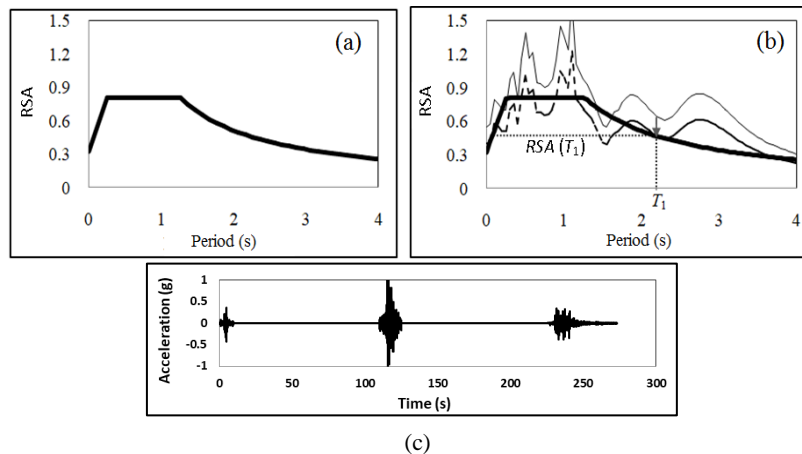 (a)
RSA
1.5
1.2
0.9
0.6
0.3
0
0 1 2 3 4
Period (s)
(b)
RSA
1.5
1.2
0.9
0.6
0.3
0
RSA (T1)
T1
0 1 2 3 4
Period (s)
Acceleration (g)
1
0.5
0
-0.5
-1
0 50 100 150 200 250 300
Time (s)
(c)